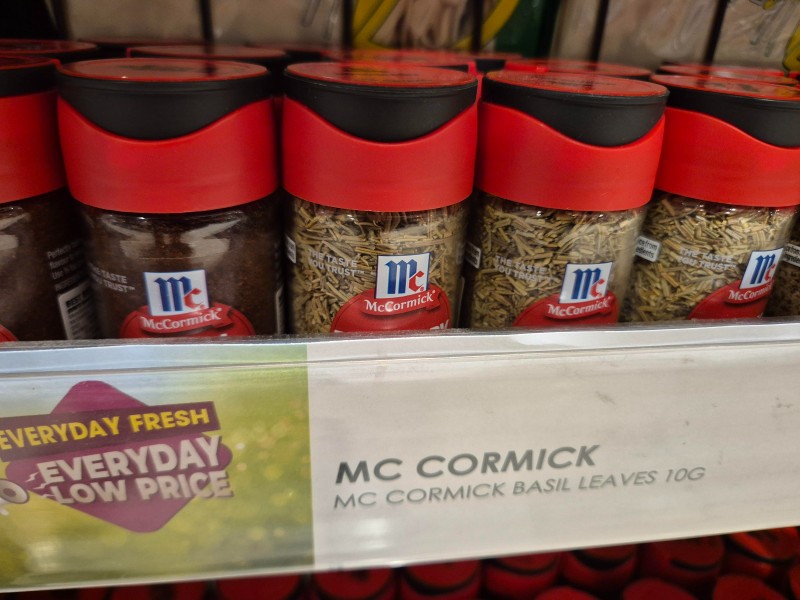 THE TASTE
YOU TRUST™
Mc
McCormick®
THE TASTE
YOU TRUST™
Mc
McCormick®
THE TASTE
YOU TRUST™
Mc
McCormick®
THE TASTE
YOU TRUST™
Mc
McCormick
EVERYDAY FRESH
EVERYDAY
LOW PRICE
MC CORMICK
MC CORMICK BASIL LEAVES 10G